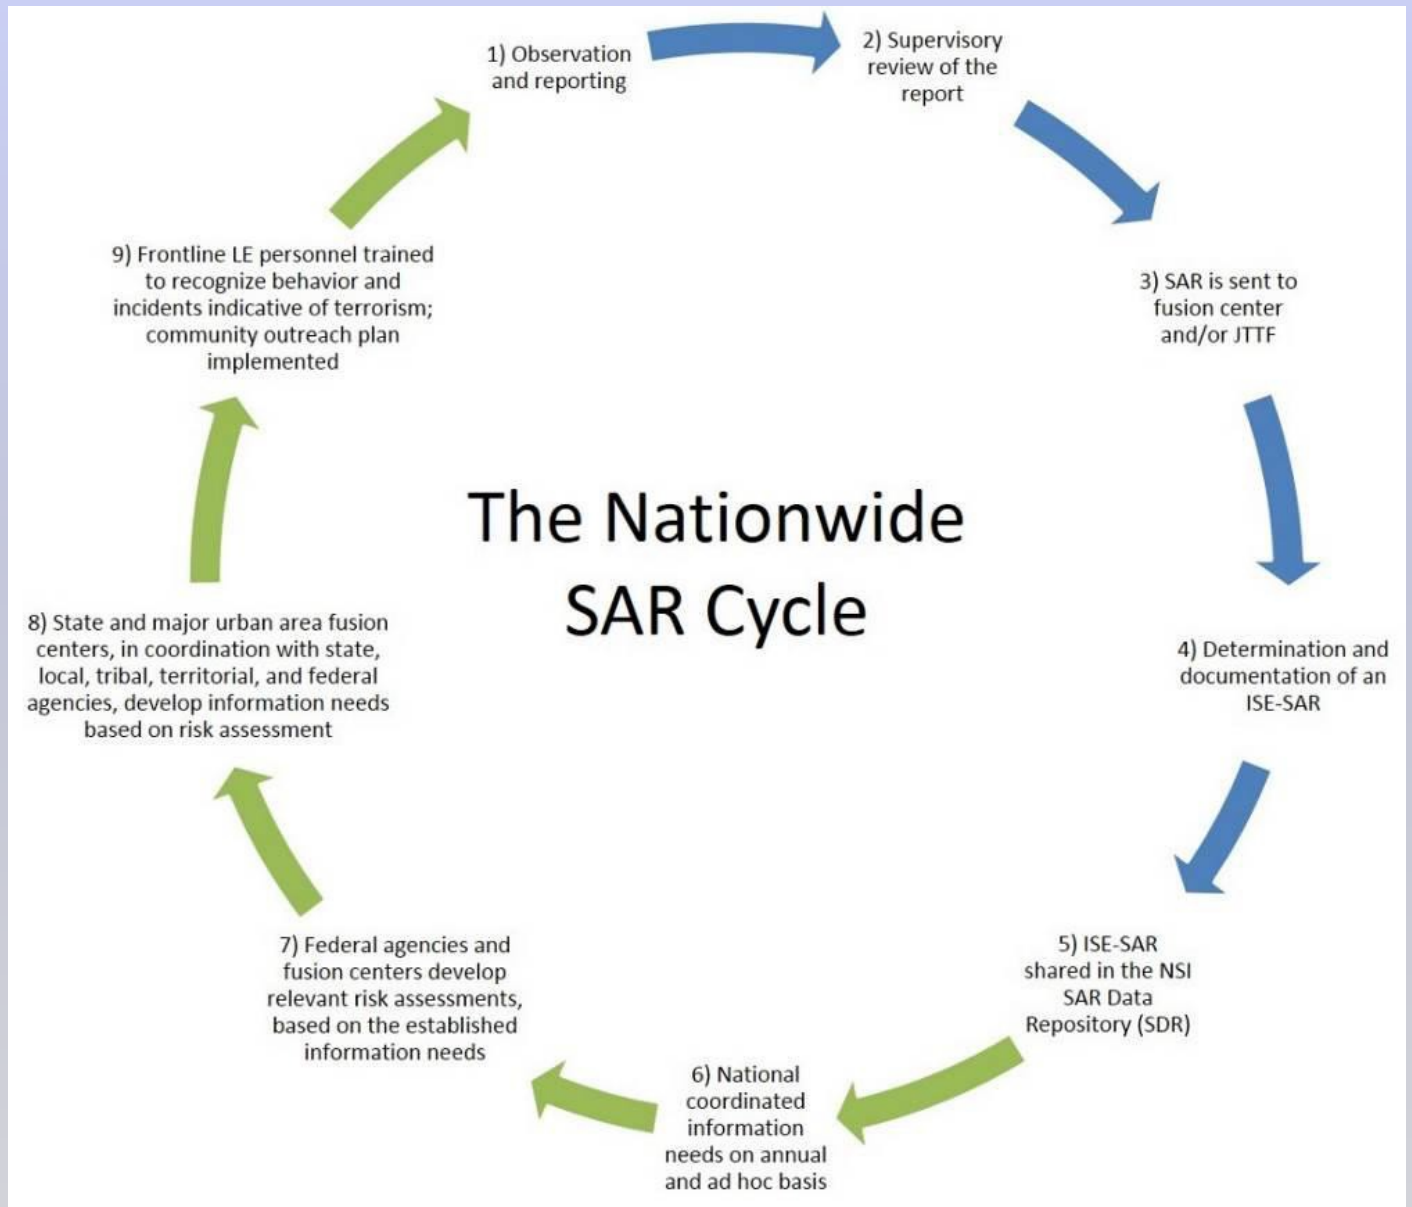 1) Observation
and reporting
2) Supervisory
review of the
report
3) SAR is sent to
fusion center
and/or JTTF
4) Determination and
documentation of an
ISE-SAR
5) ISE-SAR
shared in the NSI
SAR Data
Repository (SDR)
6) National
coordinated
information
needs on annual
and ad hoc basis
7) Federal agencies and
fusion centers develop
relevant risk assessments,
based on the established
information needs
8) State and major urban area fusion
centers, in coordination with state,
local, tribal, territorial, and federal
agencies, develop information needs
based on risk assessment
9) Frontline LE personnel trained
to recognize behavior and
incidents indicative of terrorism;
community outreach plan
implemented
The Nationwide
SAR Cycle